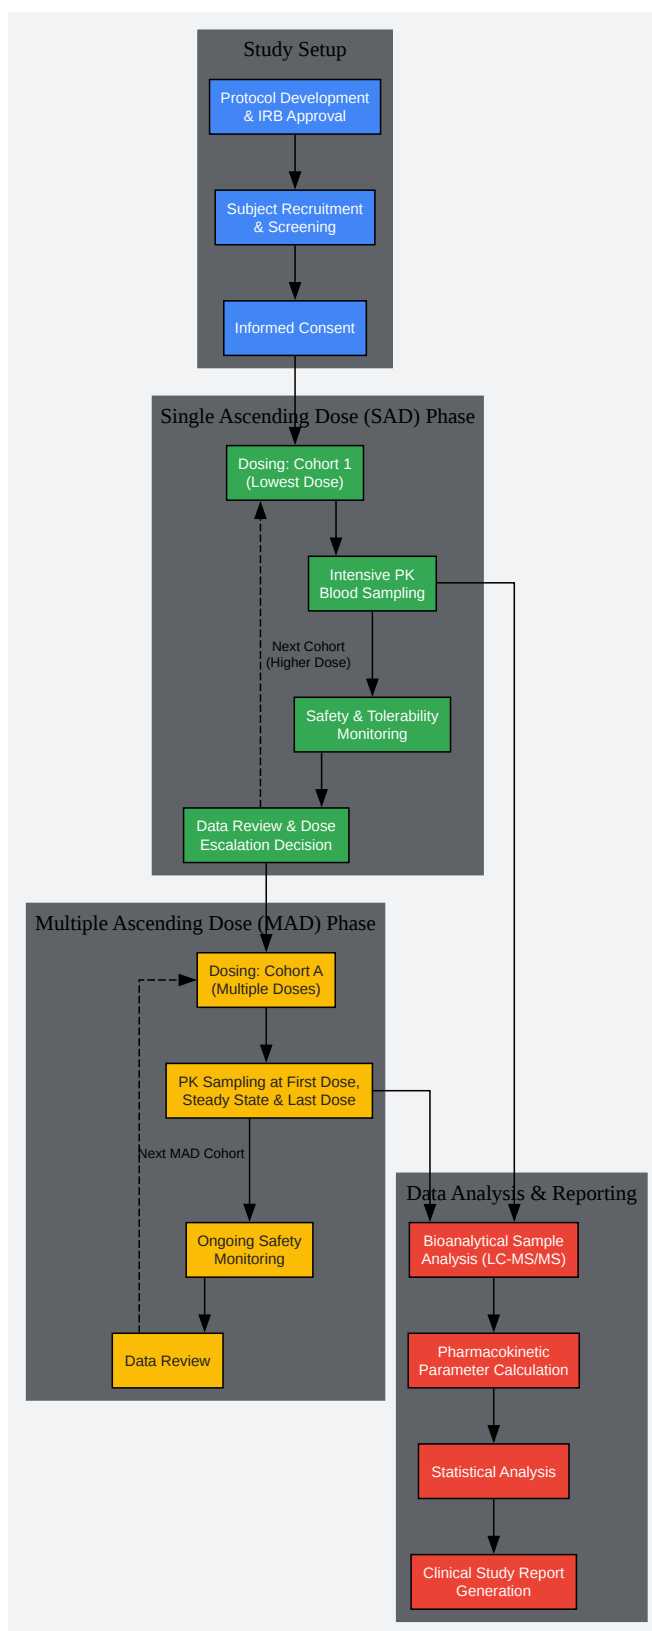 Study Setup
Protocol Development
& IRB Approval
Subject Recruitment
& Screening
Informed Consent
Single Ascending Dose (SAD) Phase
Dosing: Cohort 1
(Lowest Dose)
Intensive PK
Blood Sampling
Next Cohort
(Higher Dose)
Safety & Tolerability
Monitoring
Data Review & Dose
Escalation Decision
Multiple Ascending Dose (MAD) Phase
Dosing: Cohort A
(Multiple Doses)
PK Sampling at First Dose,
Steady State & Last Dose
Next MAD Cohort
Ongoing Safety
Monitoring
Data Review
Data Analysis & Reporting
Bioanalytical Sample
Analysis (LC-MS/MS)
Pharmacokinetic
Parameter Calculation
Statistical Analysis
Clinical Study Report
Generation